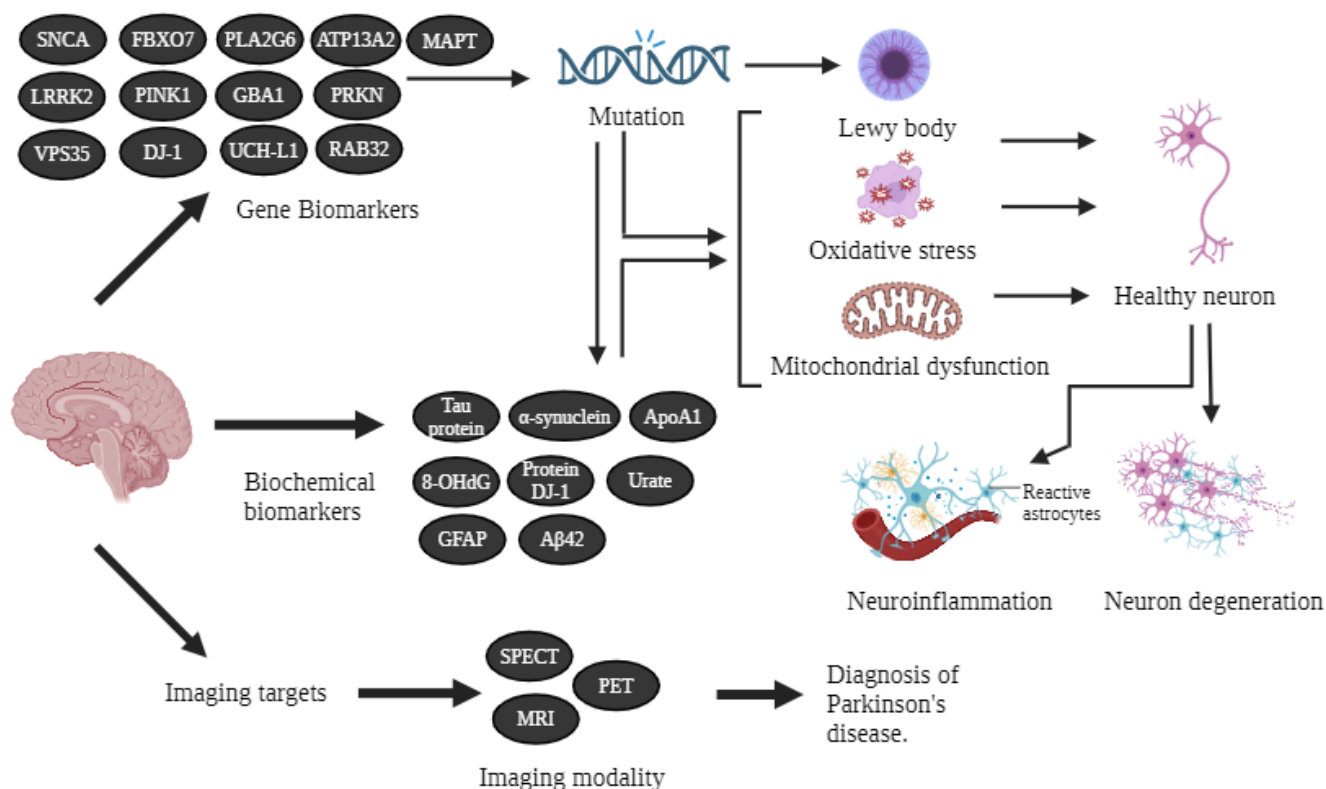 SNCA
FBXO7
PLA2G6
ATP13A2
MAPT
LRRK2
PINK1
GBA1
PRKN
VPS35
DJ-1
UCH-L1
RAB32
Gene Biomarkers
Mutation
Lewy body
Oxidative stress
Mitochondrial dysfunction
Healthy neuron
Biochemical
biomarkers
Tau
protein
α-synuclein
ApoA1
8-OHdG
Protein
DJ-1
Urate
GFAP
Aβ42
Reactive
astrocytes
Neuroinflammation
Neuron degeneration
Imaging targets
SPECT
PET
MRI
Imaging modality
Diagnosis of
Parkinson's
disease.